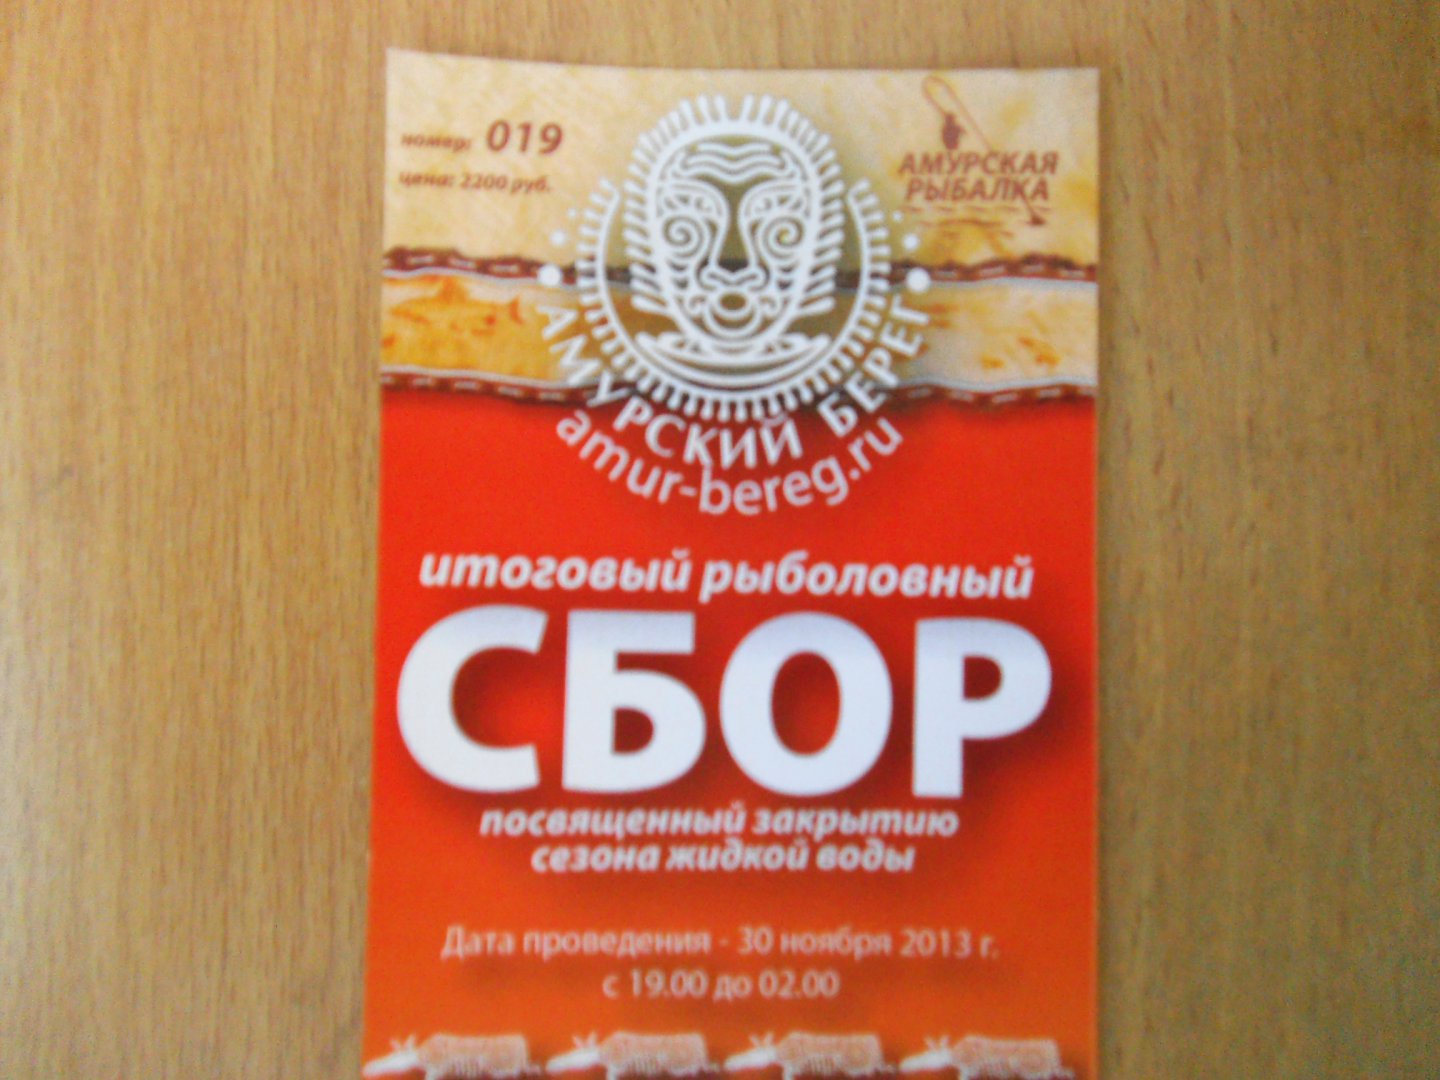 номер: 019
цена: 2200 руб.
АМУРСКАЯ
РЫБАЛКА
АМУРСКИЙ БЕРЕГ
amur-bereg.ru
итоговый рыболовный
СБОР
посвященный закрытию
сезона жидкой воды
Дата проведения - 30 ноября 2013 г.
с 19.00 до 02.00